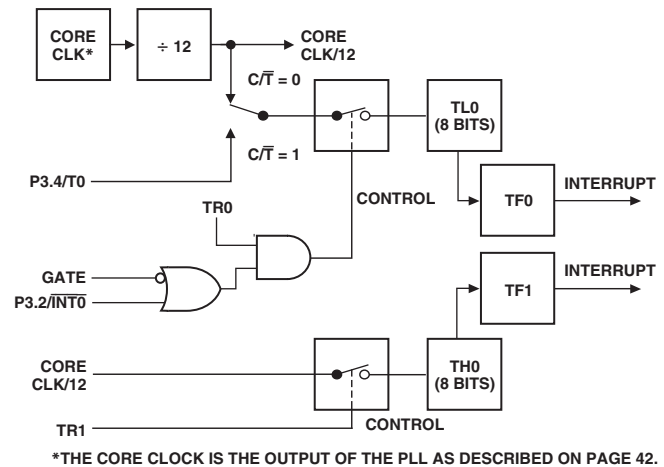 CORE
CLK*
÷ 12
CORE
CLK/12
C/T̅ = 0
TL0
(8 BITS)
C/T̅ = 1
P3.4/T0
INTERRUPT
TF0
CONTROL
TR0
GATE
P3.2/I̅N̅T̅0̅
INTERRUPT
TF1
CORE
CLK/12
TH0
(8 BITS)
TR1
CONTROL
*THE CORE CLOCK IS THE OUTPUT OF THE PLL AS DESCRIBED ON PAGE 42.